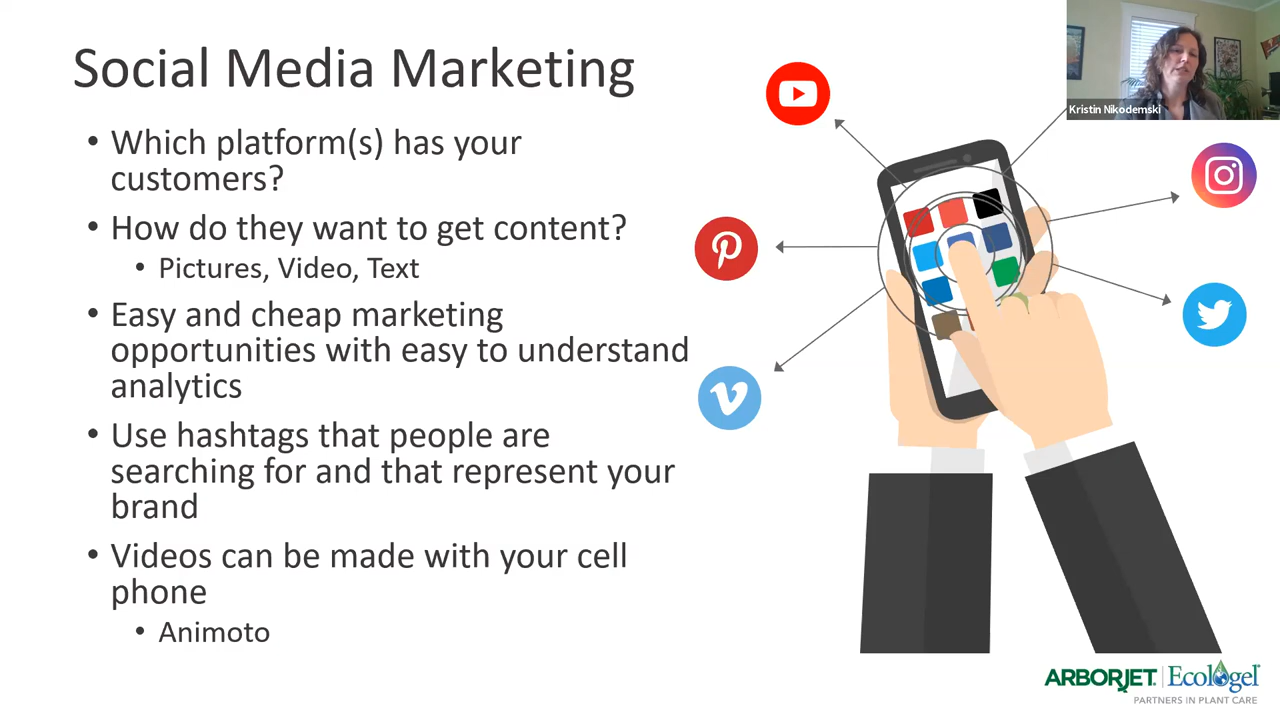 Social Media Marketing
• Which platform(s) has your
customers?
• How do they want to get content?
• Pictures, Video, Text
• Easy and cheap marketing
opportunities with easy to understand
analytics
• Use hashtags that people are
searching for and that represent your
brand
• Videos can be made with your cell
phone
• Animoto
Kristin Nikodemski
ARBORJET | Ecologel
PARTNERS IN PLANT CARE